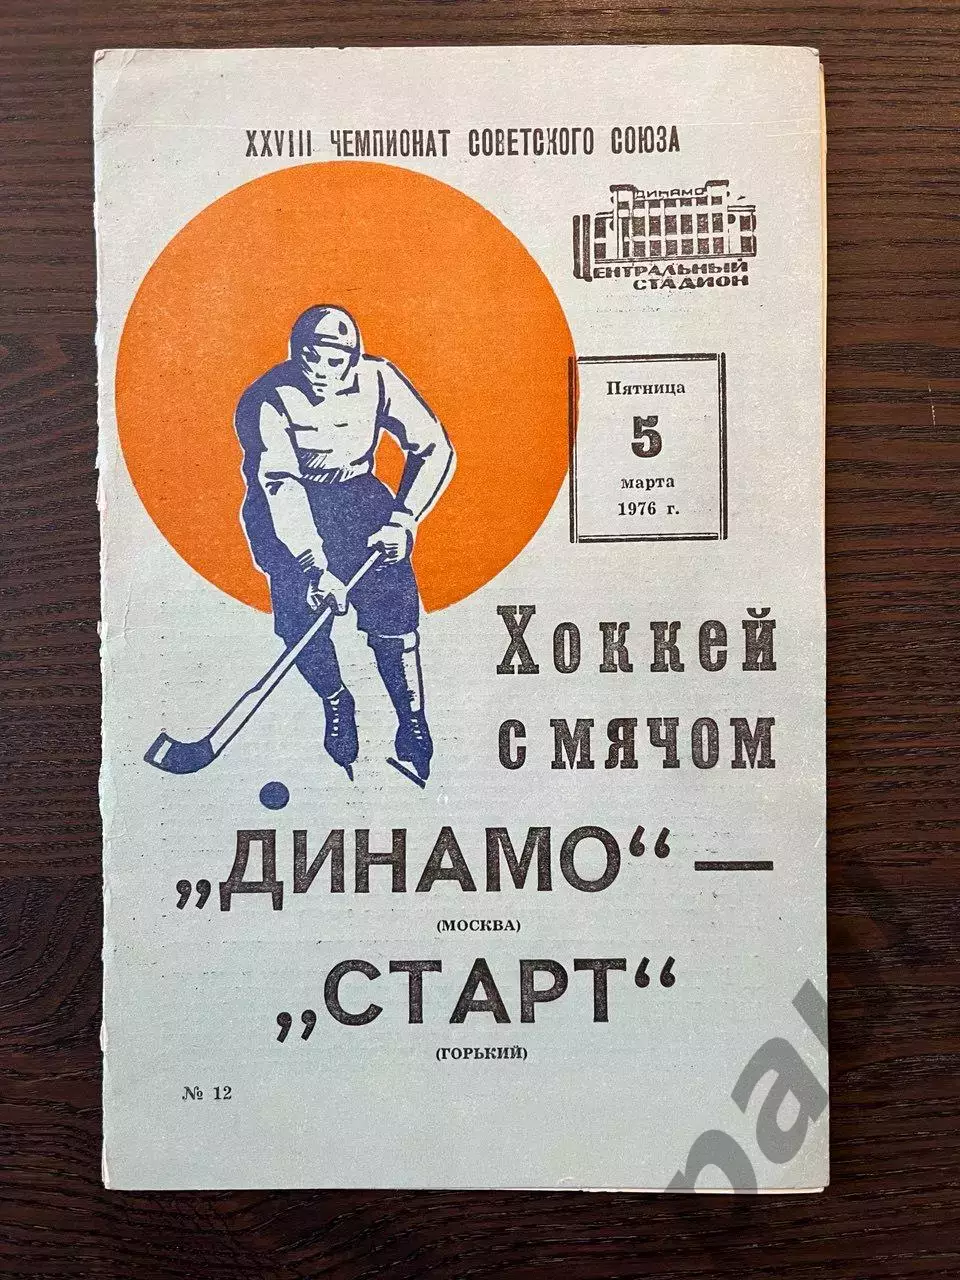 XXVIII ЧЕМПИОНАТ СОВЕТСКОГО СОЮЗА
ДИНАМО
ЦЕНТРАЛЬНЫЙ
СТАДИОН
Пятница
5
марта
1976 г.
Хоккей
с мячом
„ДИНАМО“ —
(МОСКВА)
„СТАРТ“
(ГОРЬКИЙ)
№ 12